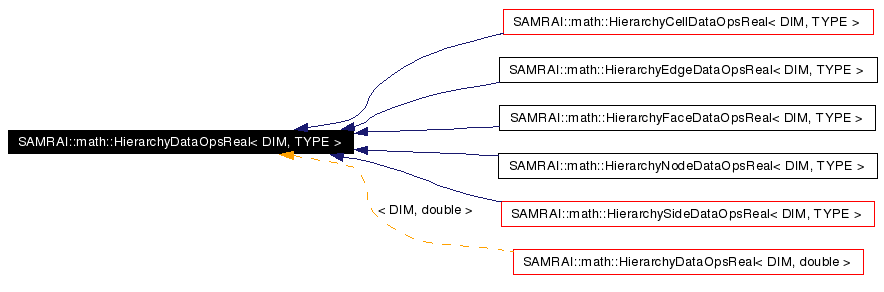 SAMRAI::math::HierarchyCellDataOpsReal< DIM, TYPE >
SAMRAI::math::HierarchyEdgeDataOpsReal< DIM, TYPE >
SAMRAI::math::HierarchyFaceDataOpsReal< DIM, TYPE >
SAMRAI::math::HierarchyDataOpsReal< DIM, TYPE >
SAMRAI::math::HierarchyNodeDataOpsReal< DIM, TYPE >
< DIM, double >
SAMRAI::math::HierarchySideDataOpsReal< DIM, TYPE >
SAMRAI::math::HierarchyDataOpsReal< DIM, double >